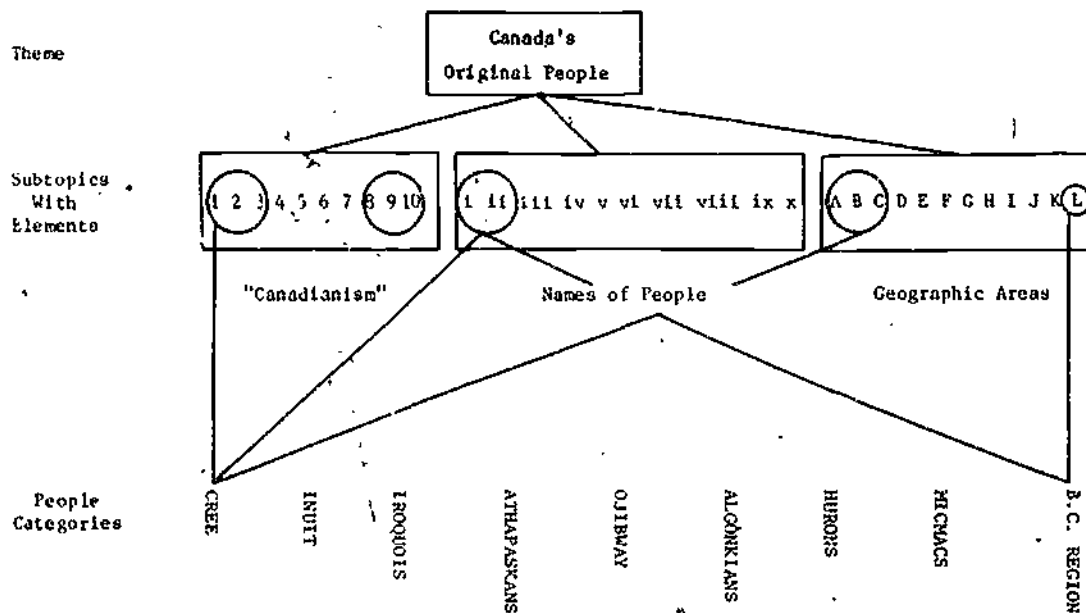 Theme
Canada's
Original People
Subtopics
With
Elements
1 2 3 4 5 6 7 8 9 10
i ii iii iv v vi vii viii ix x
A B C D E F G H I J K L
"Canadianism"
Names of People
Geographic Areas
People
Categories
CREE
INUIT
IROQUOIS
ATHAPASKANS
OJIBWAY
ALGONKIANS
HURONS
MICMACS
B.C. REGION